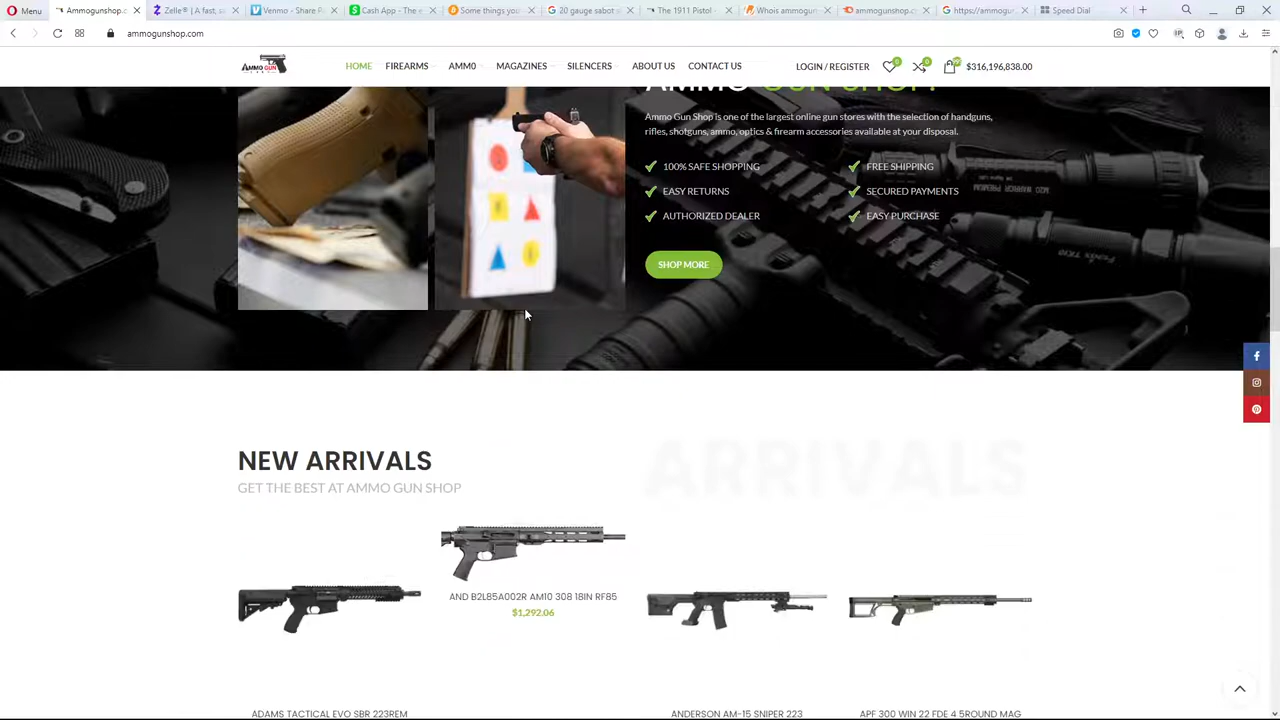 Menu
Ammogunshop.c
Zelle® | A fast, a
Venmo - Share P
Cash App - The e
Some things you
20 gauge sabot
The 1911 Pistol
Whois ammogun
ammogunshop.c
https://ammogu
Speed Dial
ammogunshop.com
AMMO GUN
HOME
FIREARMS
AMM0
MAGAZINES
SILENCERS
ABOUT US
CONTACT US
LOGIN / REGISTER
0
0
$316,196,838.00
AMMO GUN SHOP?
Ammo Gun Shop is one of the largest online gun stores with the selection of handguns,
rifles, shotguns, ammo, optics & firearm accessories available at your disposal.
100% SAFE SHOPPING
FREE SHIPPING
EASY RETURNS
SECURED PAYMENTS
AUTHORIZED DEALER
EASY PURCHASE
SHOP MORE
NEW ARRIVALS
ARRIVALS
GET THE BEST AT AMMO GUN SHOP
AND B2L85A002R AM10 308 18IN RF85
$1,292.06
ADAMS TACTICAL EVO SBR 223REM
ANDERSON AM-15 SNIPER 223
APF 300 WIN 22 FDE 4 5ROUND MAG